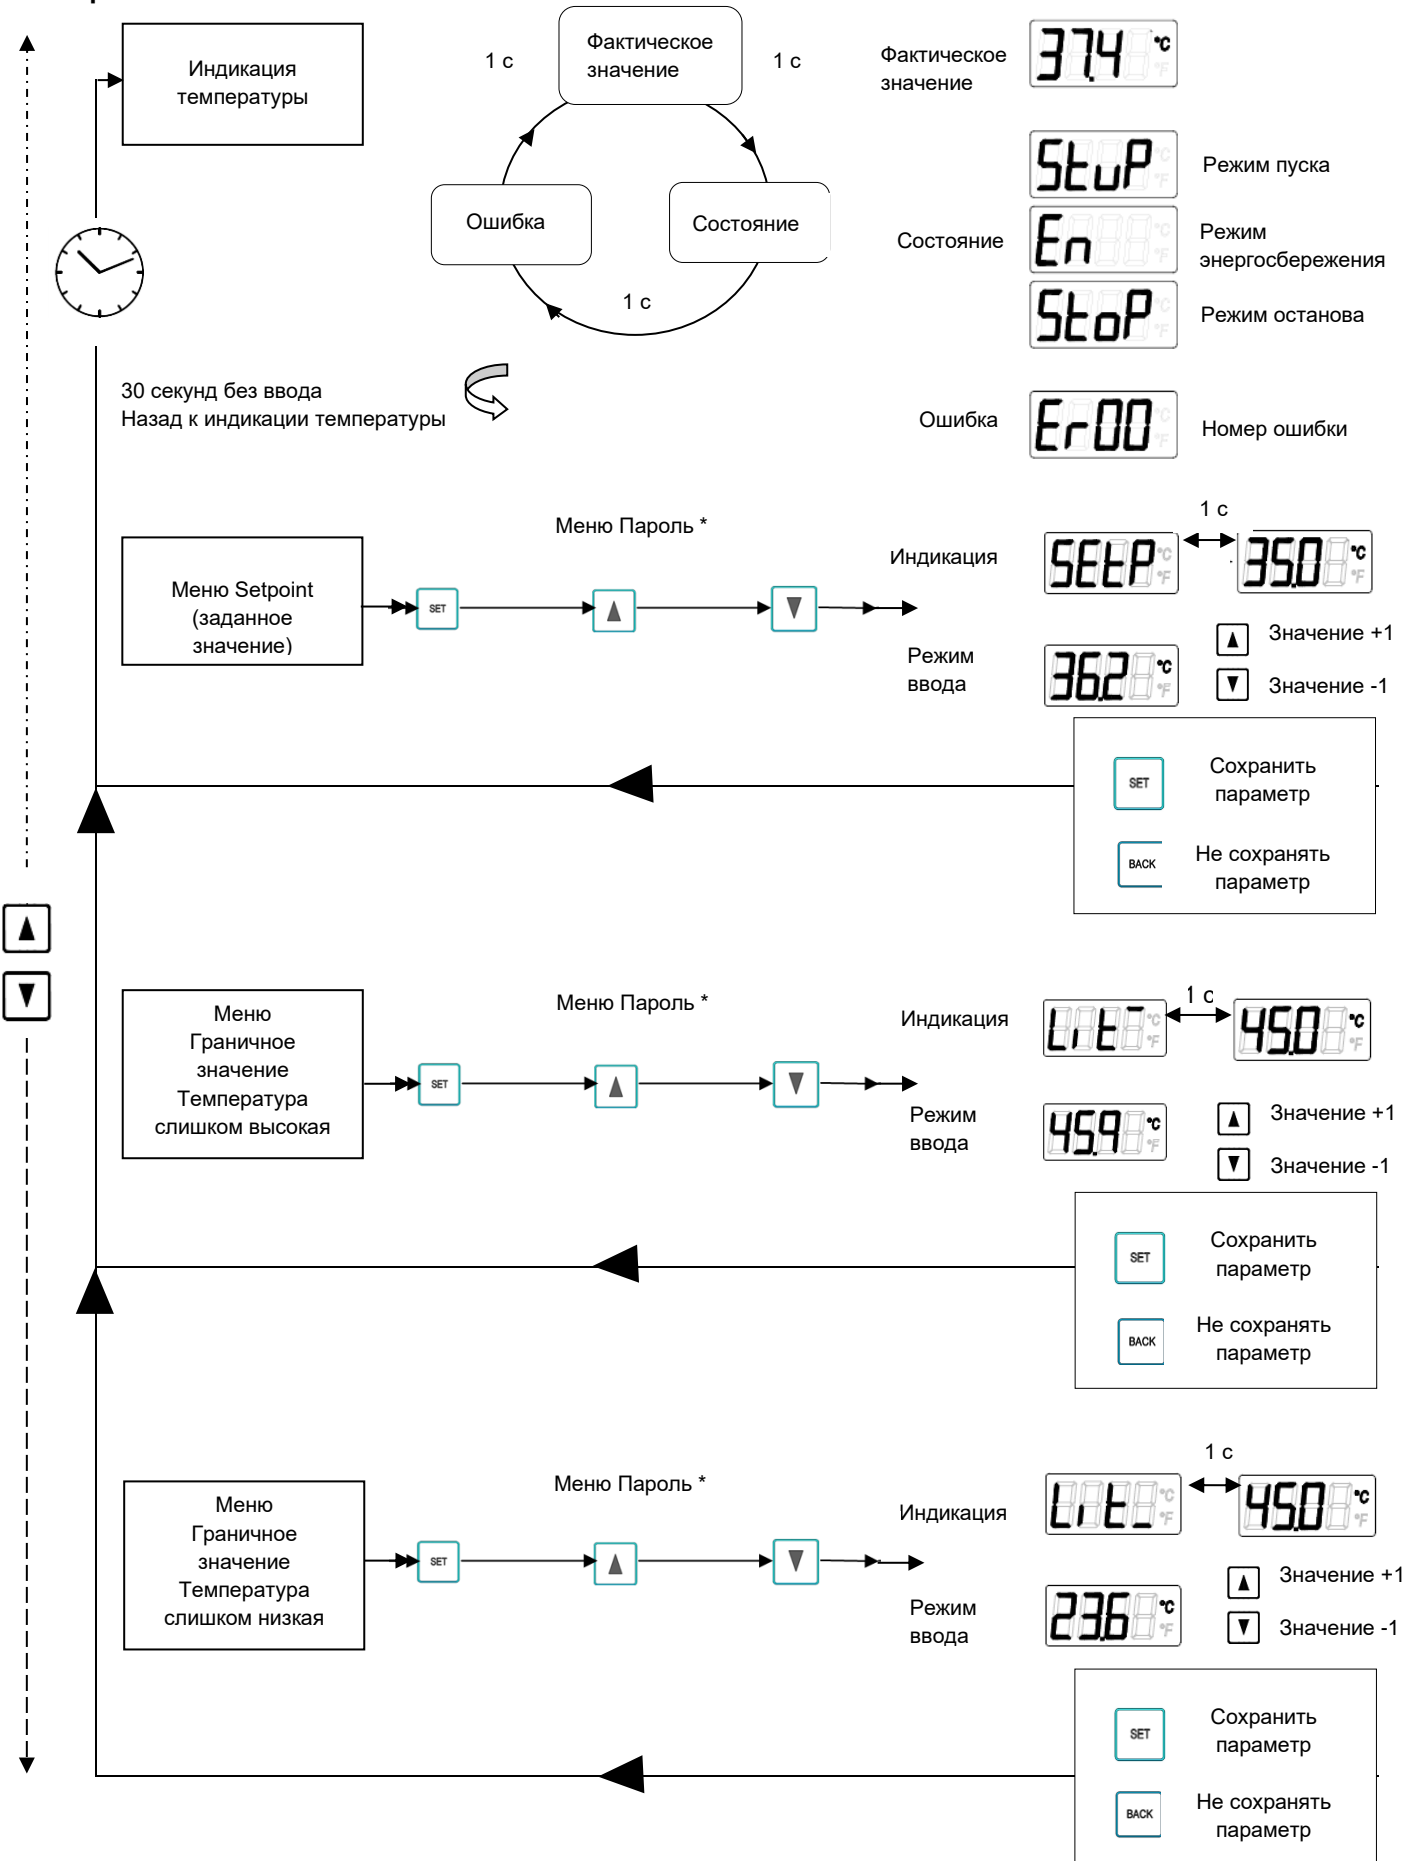 Индикация
температуры
1 с
Фактическое
значение
1 с
Ошибка
Состояние
1 с
Фактическое
значение
37.4 °C
°F
StuP °C
°F
Режим пуска
Состояние
En °C
°F
Режим
энергосбережения
StoP °C
°F
Режим останова
30 секунд без ввода
Назад к индикации температуры
Ошибка
Er00 °C
°F
Номер ошибки
Меню Setpoint
(заданное
значение)
Меню Пароль *
SET
Индикация
SEtP °C
°F
1 с
35.0 °C
°F
Режим
ввода
36.2 °C
°F
Значение +1
Значение -1
SET
Сохранить
параметр
BACK
Не сохранять
параметр
Меню
Граничное
значение
Температура
слишком высокая
Меню Пароль *
SET
Индикация
Lit¯ °C
°F
1 с
45.0 °C
°F
Режим
ввода
45.9 °C
°F
Значение +1
Значение -1
SET
Сохранить
параметр
BACK
Не сохранять
параметр
Меню
Граничное
значение
Температура
слишком низкая
Меню Пароль *
SET
Индикация
Lit_ °C
°F
1 с
45.0 °C
°F
Режим
ввода
23.6 °C
°F
Значение +1
Значение -1
SET
Сохранить
параметр
BACK
Не сохранять
параметр